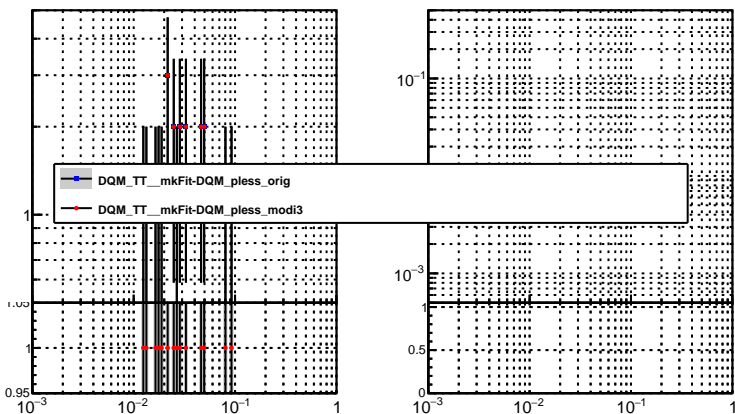 10⁻¹
DQM_TT__mkFit-DQM_pless_orig
DQM_TT__mkFit-DQM_pless_modi3
1
10⁻³
1.05
1
1
0.5
0.95
0
10⁻³ 10⁻² 10⁻¹ 1
10⁻³ 10⁻² 10⁻¹ 1